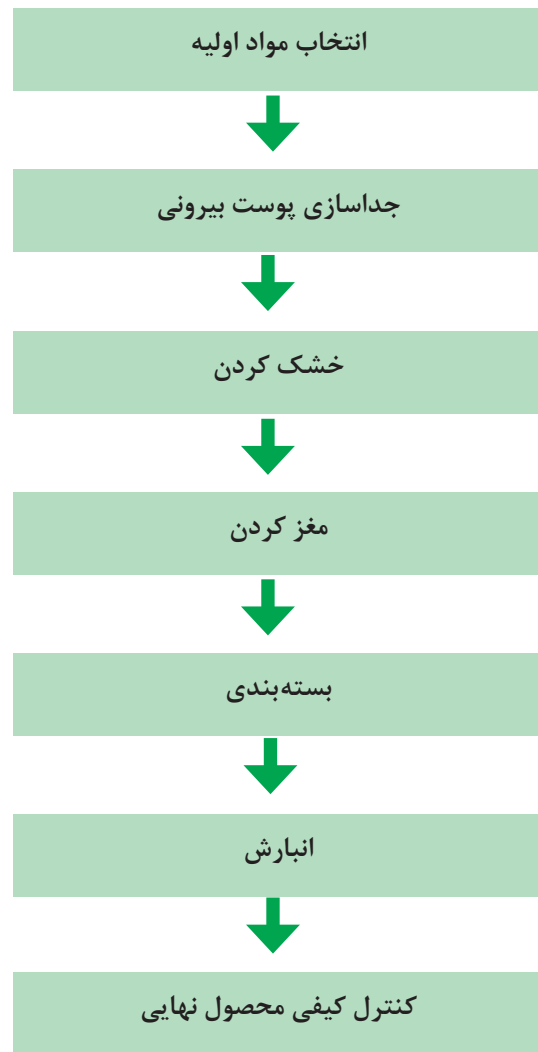 انتخاب مواد اولیه
جداسازی پوست بیرونی
خشک کردن
مغز کردن
بسته‌بندی
انبارش
کنترل کیفی محصول نهایی